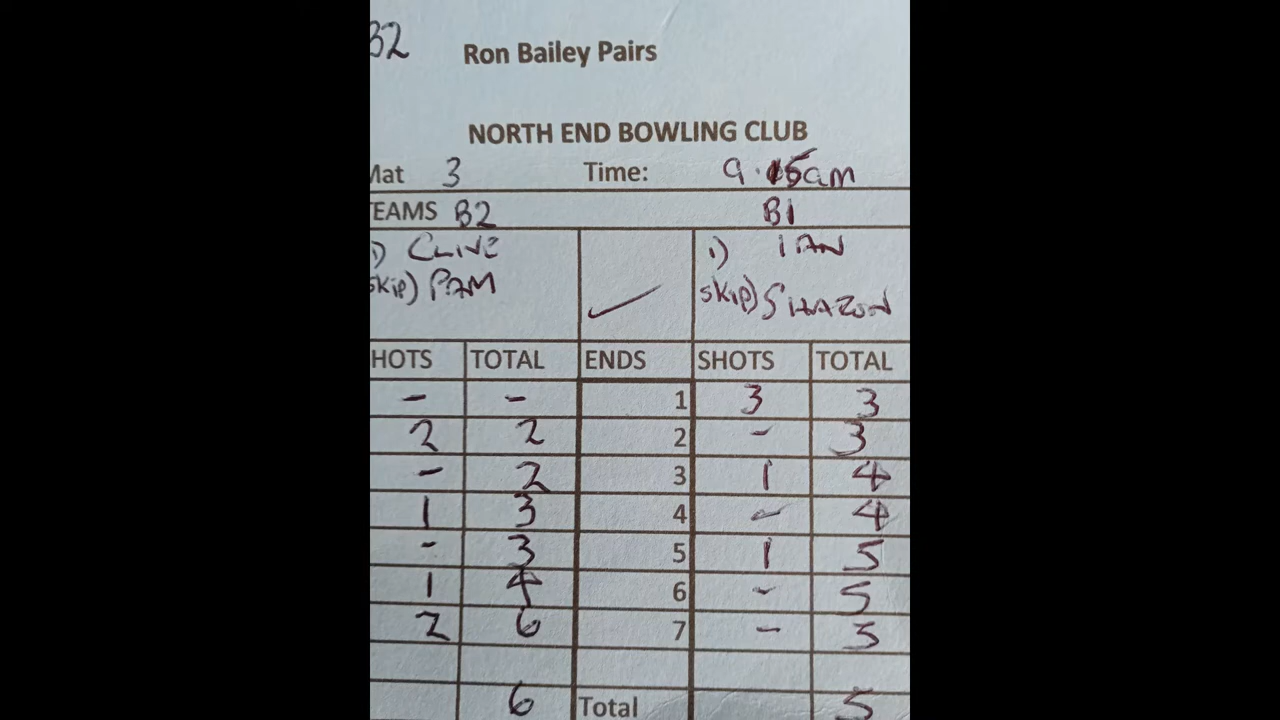 B2 Ron Bailey Pairs
NORTH END BOWLING CLUB
Mat 3 Time: 9.15am
TEAMS B2 B1
1) CLIVE 1) IAN
skip) PAM skip) SHARON
HOTS TOTAL ENDS SHOTS TOTAL
- - 1 3 3
2 2 2 - 3
- 2 3 1 4
1 3 4 - 4
- 3 5 1 5
1 4 6 - 5
2 6 7 - 5
6 Total 5